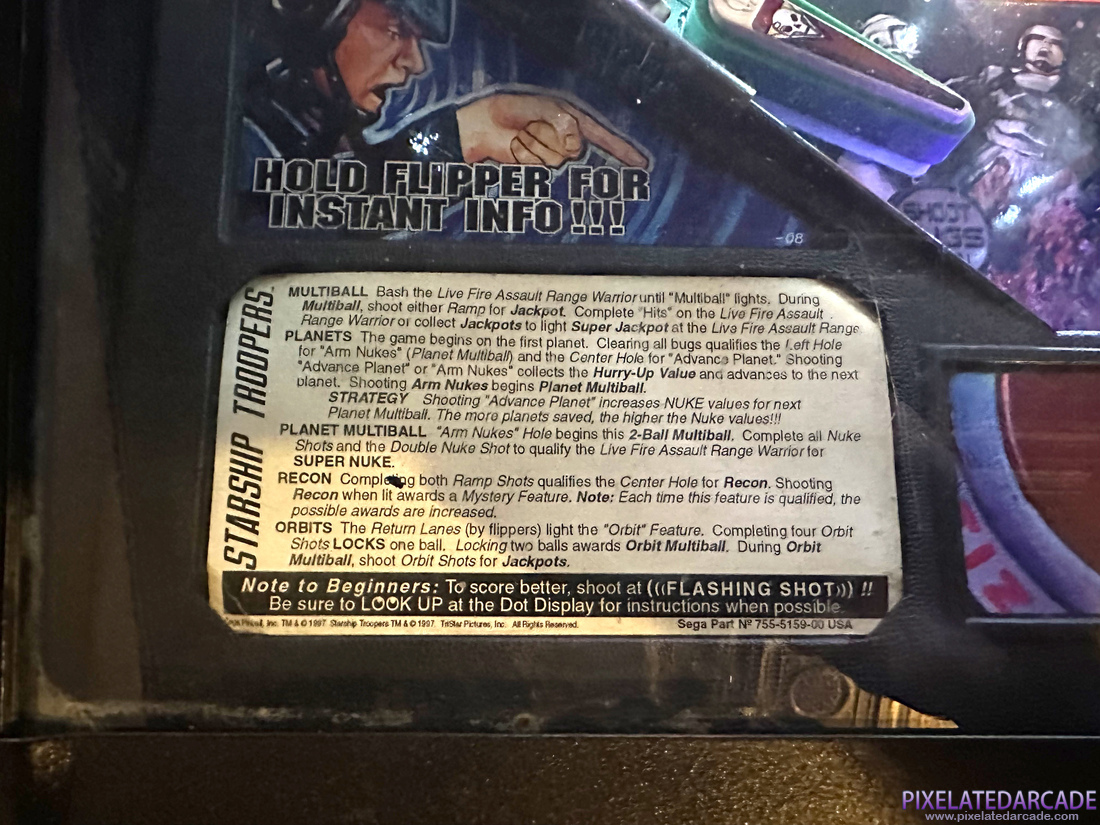 HOLD FLIPPER FOR
INSTANT INFO!!!
-08
SHOOT
STARSHIP TROOPERS™
MULTIBALL Bash the Live Fire Assault Range Warrior until "Multiball" lights. During
Multiball, shoot either Ramp for Jackpot. Complete "Hits" on the Live Fire Assault
Range Warrior or collect Jackpots to light Super Jackpot at the Live Fire Assault Range
PLANETS The game begins on the first planet. Clearing all bugs qualifies the Left Hole
for "Arm Nukes" (Planet Multiball) and the Center Hole for "Advance Planet." Shooting
"Advance Planet" or "Arm Nukes" collects the Hurry-Up Value and advances to the next
planet. Shooting Arm Nukes begins Planet Multiball.
STRATEGY Shooting "Advance Planet" increases NUKE values for next
Planet Multiball. The more planets saved, the higher the Nuke values!!!
PLANET MULTIBALL "Arm Nukes" Hole begins this 2-Ball Multiball. Complete all Nuke
Shots and the Double Nuke Shot to qualify the Live Fire Assault Range Warrior for
SUPER NUKE.
RECON Completing both Ramp Shots qualifies the Center Hole for Recon. Shooting
Recon when lit awards a Mystery Feature. Note: Each time this feature is qualified, the
possible awards are increased.
ORBITS The Return Lanes (by flippers) light the "Orbit" Feature. Completing four Orbit
Shots LOCKS one ball. Locking two balls awards Orbit Multiball. During Orbit
Multiball, shoot Orbit Shots for Jackpots.
Note to Beginners: To score better, shoot at (((FLASHING SHOT))) !!
Be sure to LOOK UP at the Dot Display for instructions when possible.
Inc. TM & © 1997. Starship Troopers TM & © 1997. TriStar Pictures, Inc. All Rights Reserved.
Sega Part Nº 755-5159-00 USA
PIXELATEDARCADE
www.pixelatedarcade.com